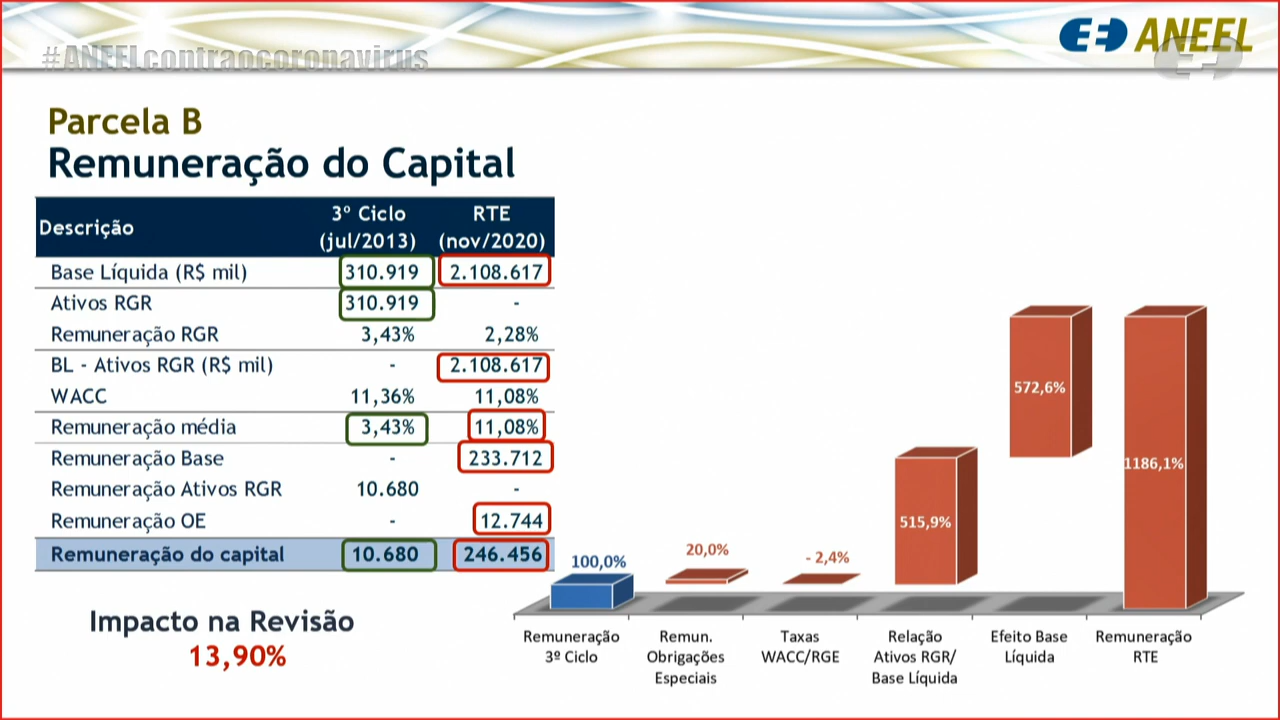 #ANEELcontraocoronavirus
ANEEL
Parcela B
Remuneração do Capital
Descrição 3º Ciclo (jul/2013) RTE (nov/2020)
Base Líquida (R$ mil) 310.919 2.108.617
Ativos RGR 310.919 -
Remuneração RGR 3,43% 2,28%
BL - Ativos RGR (R$ mil) - 2.108.617
WACC 11,36% 11,08%
Remuneração média 3,43% 11,08%
Remuneração Base - 233.712
Remuneração Ativos RGR 10.680 -
Remuneração OE - 12.744
Remuneração do capital 10.680 246.456
Impacto na Revisão
13,90%
100,0%
20,0%
- 2,4%
515,9%
572,6%
1186,1%
Remuneração
3º Ciclo
Remun.
Obrigações
Especiais
Taxas
WACC/RGE
Relação
Ativos RGR/
Base Líquida
Efeito Base
Líquida
Remuneração
RTE